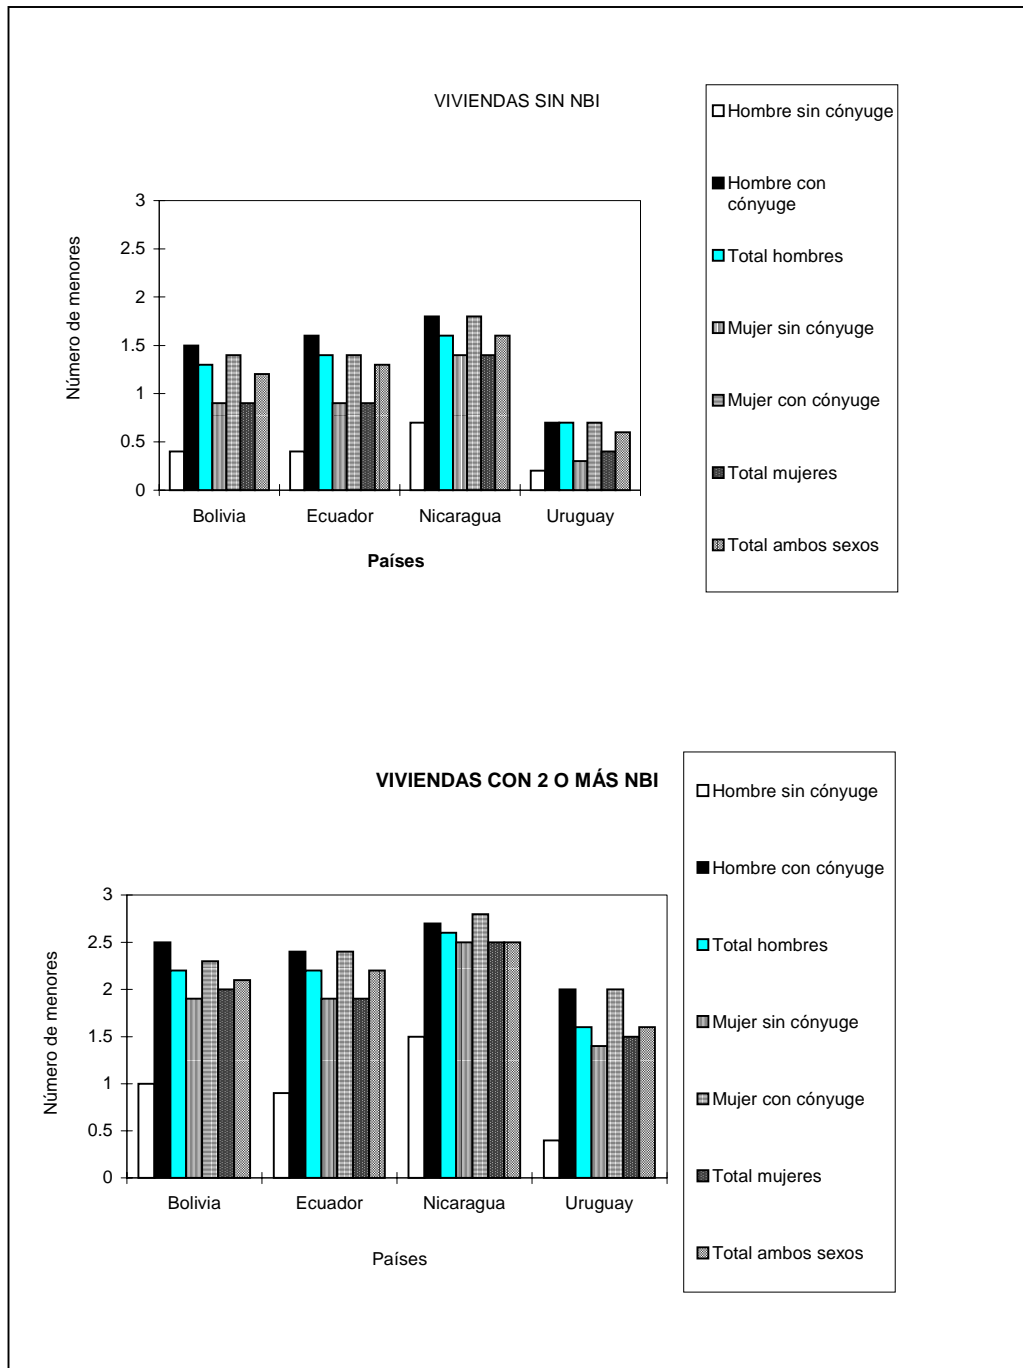 VIVIENDAS SIN NBI
Número de menores
3
2.5
2
1.5
1
0.5
0
Bolivia Ecuador Nicaragua Uruguay
Países
Hombre sin cónyuge
Hombre con
cónyuge
Total hombres
Mujer sin cónyuge
Mujer con cónyuge
Total mujeres
Total ambos sexos
VIVIENDAS CON 2 O MÁS NBI
Número de menores
3
2.5
2
1.5
1
0.5
0
Bolivia Ecuador Nicaragua Uruguay
Países
Hombre sin cónyuge
Hombre con cónyuge
Total hombres
Mujer sin cónyuge
Mujer con cónyuge
Total mujeres
Total ambos sexos